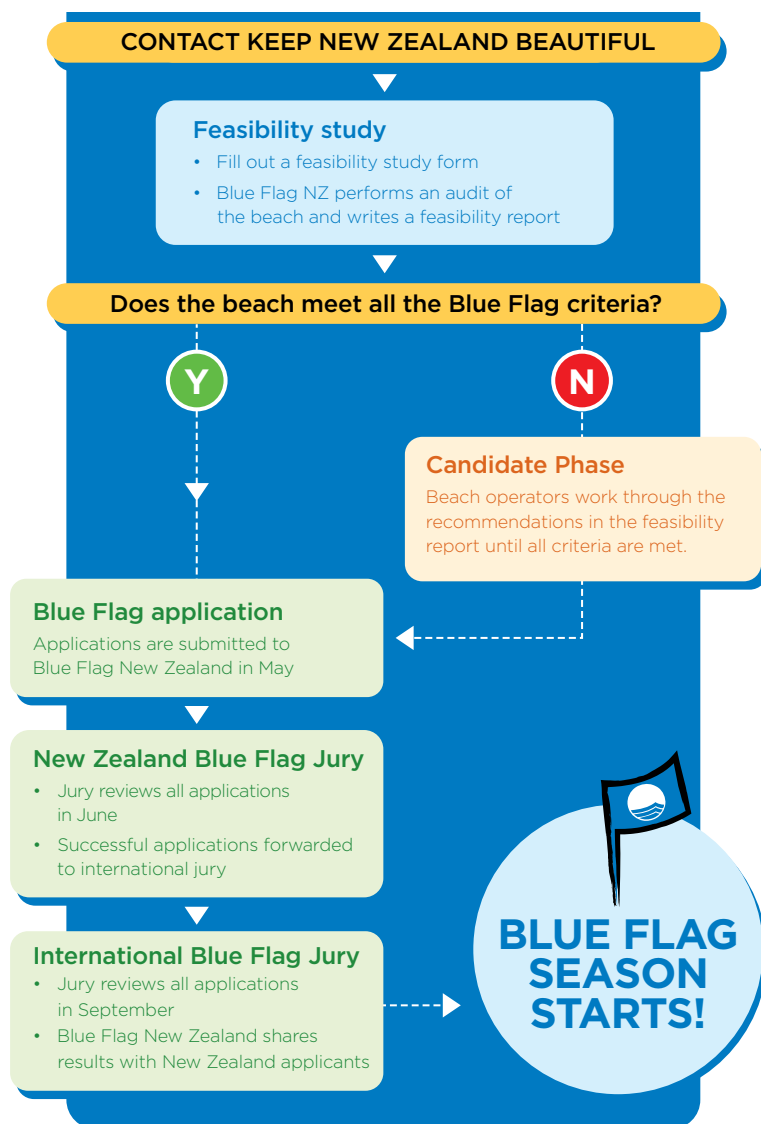 CONTACT KEEP NEW ZEALAND BEAUTIFUL
Feasibility study
• Fill out a feasibility study form
• Blue Flag NZ performs an audit of
the beach and writes a feasibility report
Does the beach meet all the Blue Flag criteria?
Y
N
Candidate Phase
Beach operators work through the
recommendations in the feasibility
report until all criteria are met.
Blue Flag application
Applications are submitted to
Blue Flag New Zealand in May
New Zealand Blue Flag Jury
• Jury reviews all applications
in June
• Successful applications forwarded
to international jury
International Blue Flag Jury
• Jury reviews all applications
in September
• Blue Flag New Zealand shares
results with New Zealand applicants
BLUE FLAG
SEASON
STARTS!